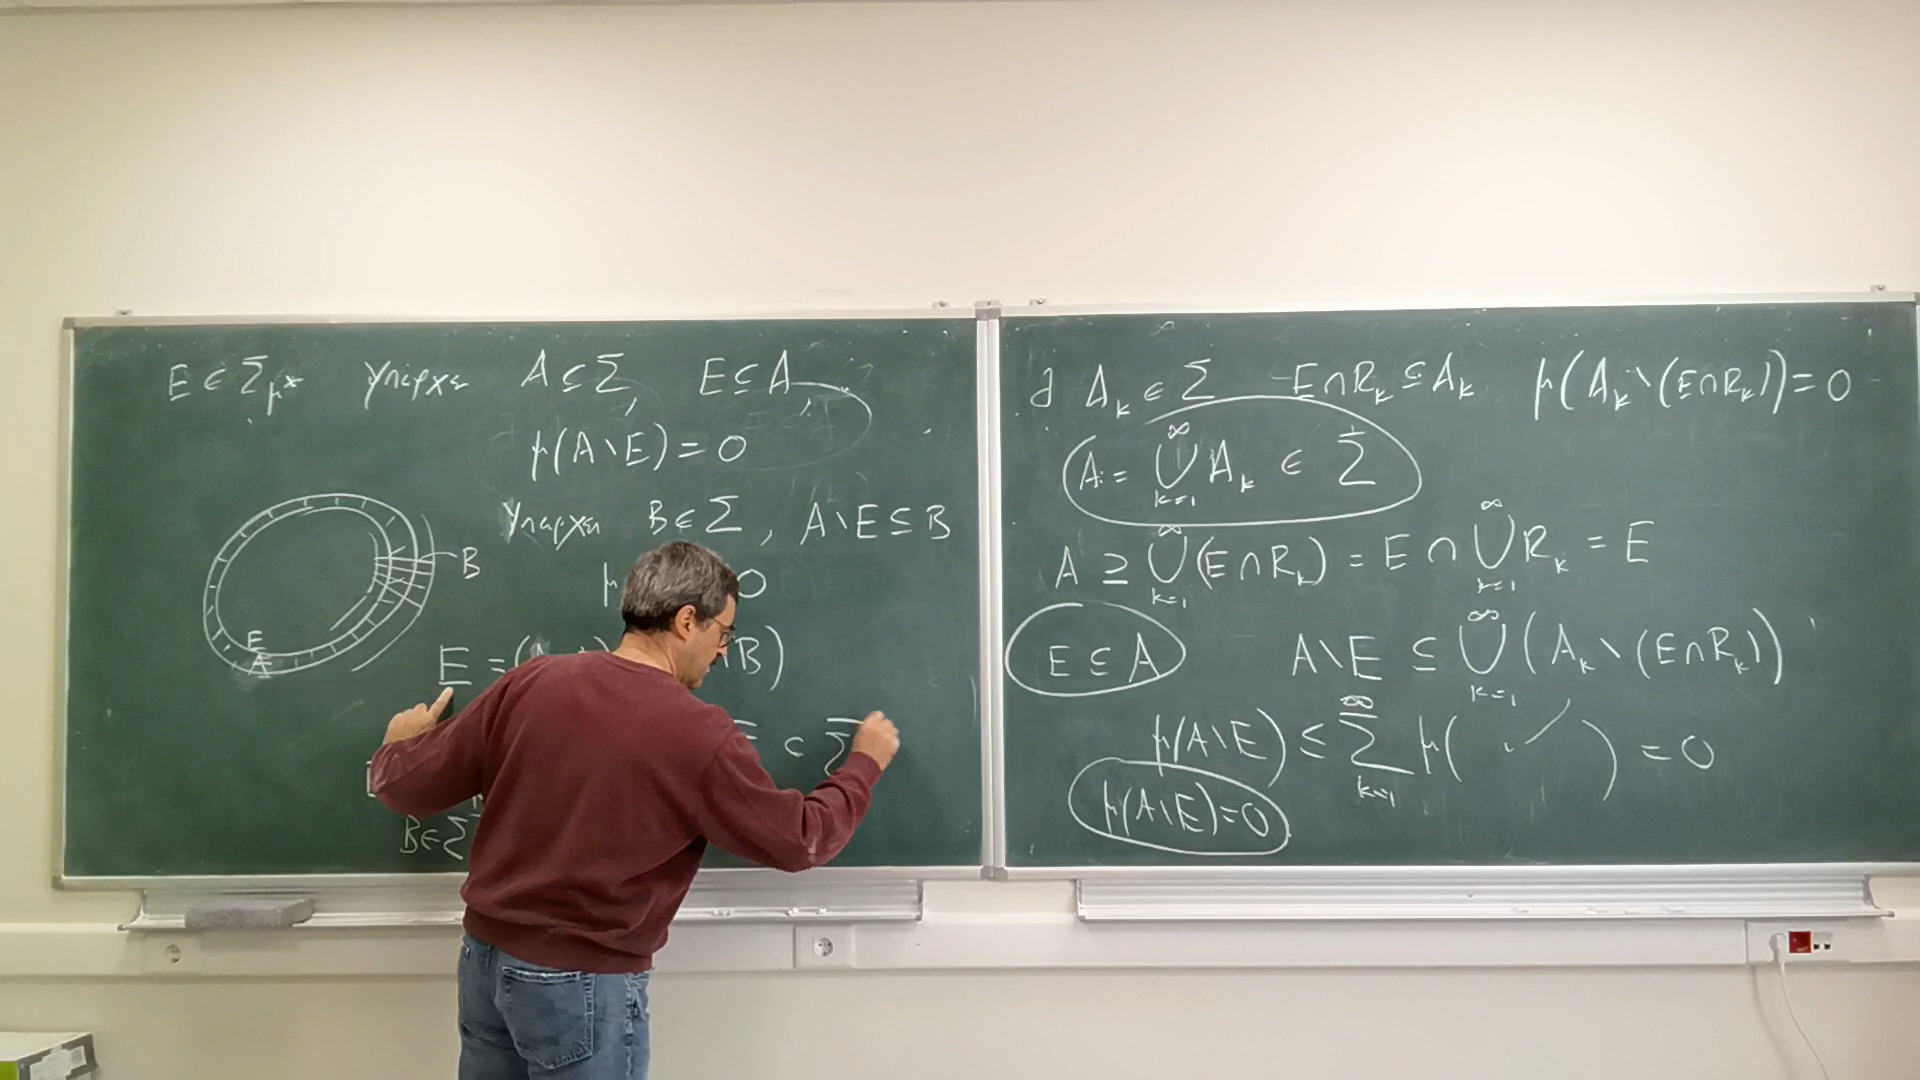 E ∈ Σ_μ* Υπάρχει A ⊆ Σ, E ⊆ A,
μ(A∖E) = 0
Υπάρχει B ∈ Σ, A∖E ⊆ B
μ 0
B
E = ( B)
E
A
B ∈ Σ
∃ A_k ∈ Σ E∩R_k ⊆ A_k μ(A_k∖(E∩R_k)) = 0
A = ⋃_{k=1}^∞ A_k ∈ Σ
A ⊇ ⋃_{k=1}^∞ (E∩R_k) = E ∩ ⋃_{k=1}^∞ R_k = E
E ⊆ A A∖E ⊆ ⋃_{k=1}^∞ (A_k∖(E∩R_k))
μ(A∖E) ≤ ∑_{k=1}^∞ μ( ) = 0
μ(A∖E) = 0